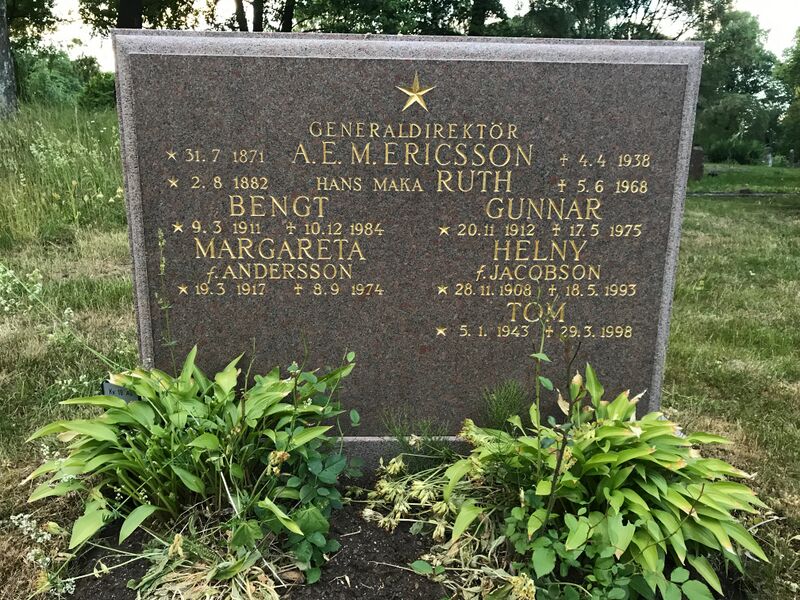 GENERALDIREKTÖR
★ 31.7 1871 A.E.M. ERICSSON ✝ 4.4 1938
★ 2.8 1882 HANS MAKA RUTH ✝ 5.6 1968
BENGT
★ 9.3 1911 ✝ 10.12 1984
MARGARETA
f. ANDERSSON
★ 19.3 1917 ✝ 8.9 1974
GUNNAR
★ 20.11 1912 ✝ 17.5 1975
HELNY
f. JACOBSON
★ 28.11 1908 ✝ 18.5 1993
TOM
★ 5.1 1943 ✝ 29.3 1998